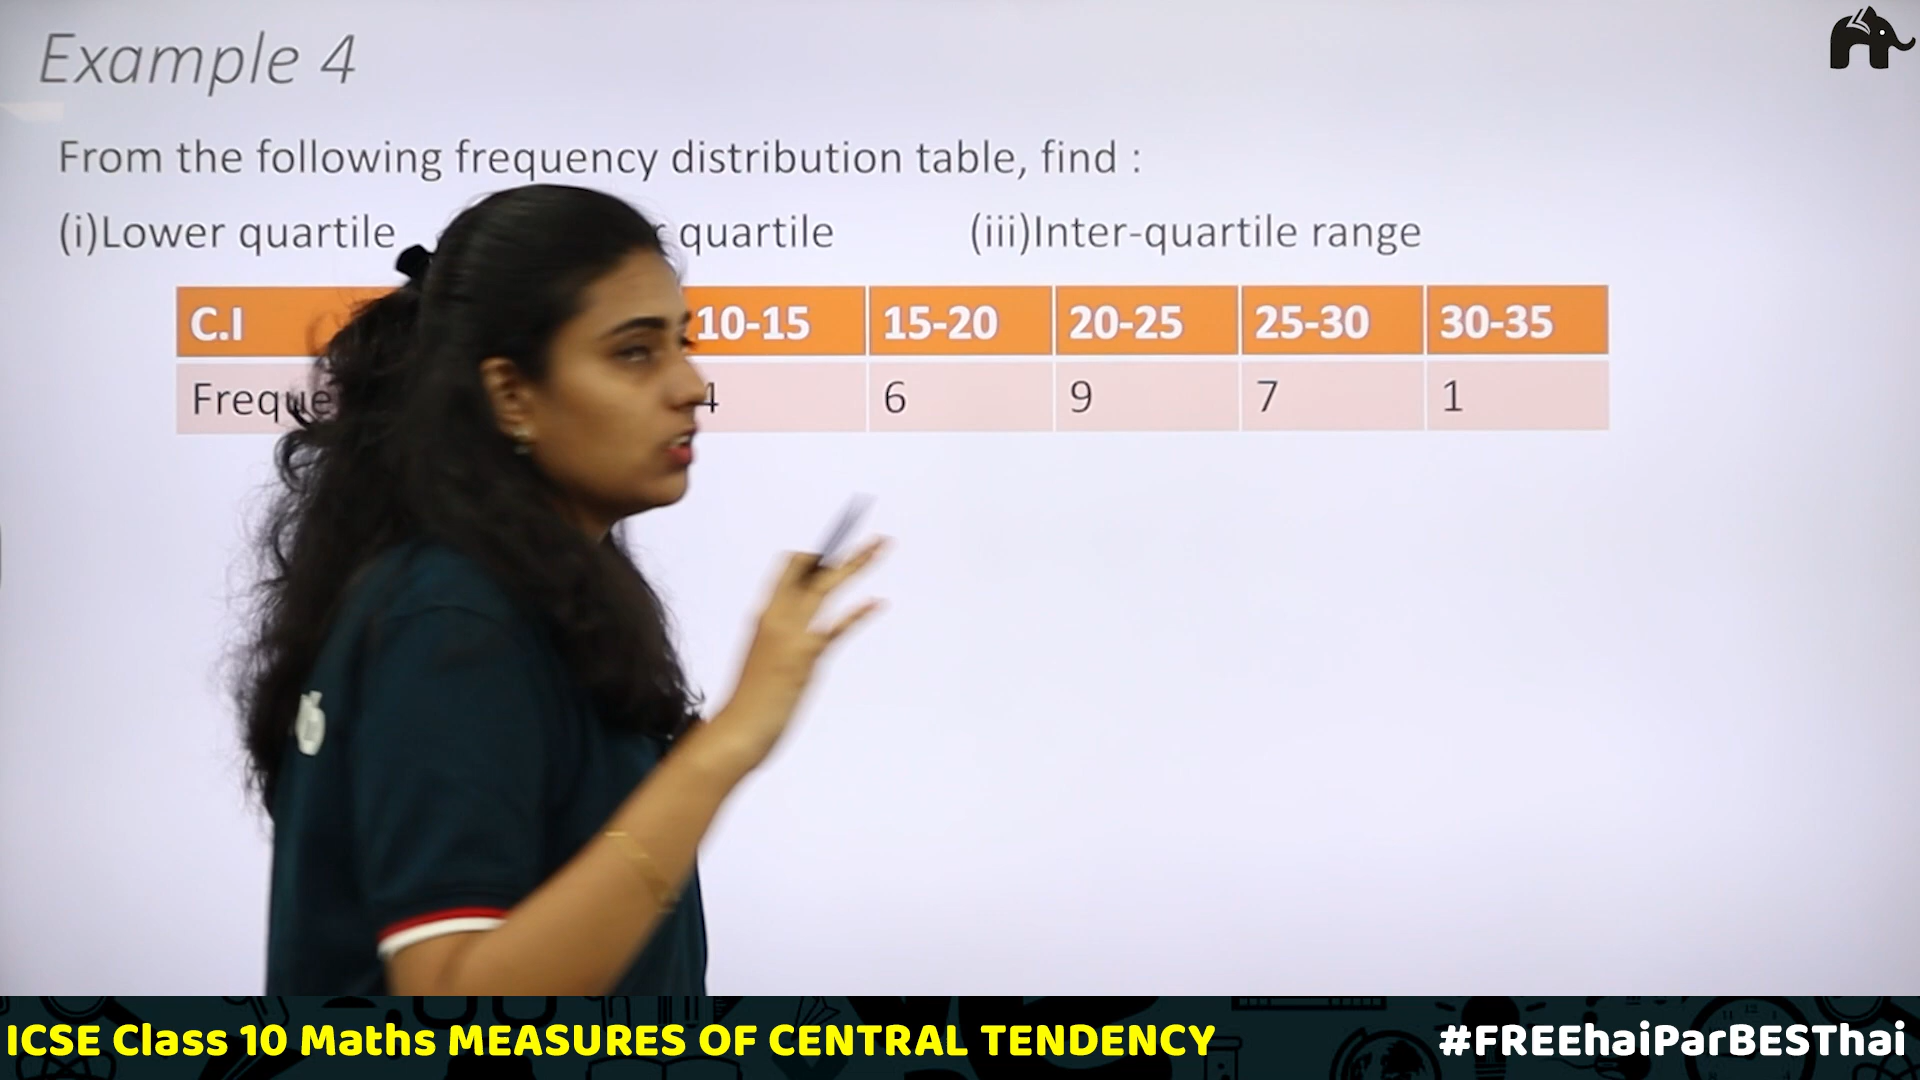 Example 4
From the following frequency distribution table, find :
(i)Lower quartile quartile (iii)Inter-quartile range
C.I 10-15 15-20 20-25 25-30 30-35
4 6 9 7 1
ICSE Class 10 Maths MEASURES OF CENTRAL TENDENCY
#FREEhaiParBESThai